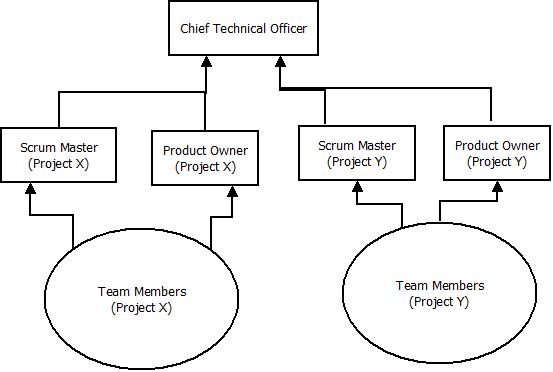 Chief Technical Officer
Scrum Master
(Project X)
Product Owner
(Project X)
Scrum Master
(Project Y)
Product Owner
(Project Y)
Team Members
(Project X)
Team Members
(Project Y)